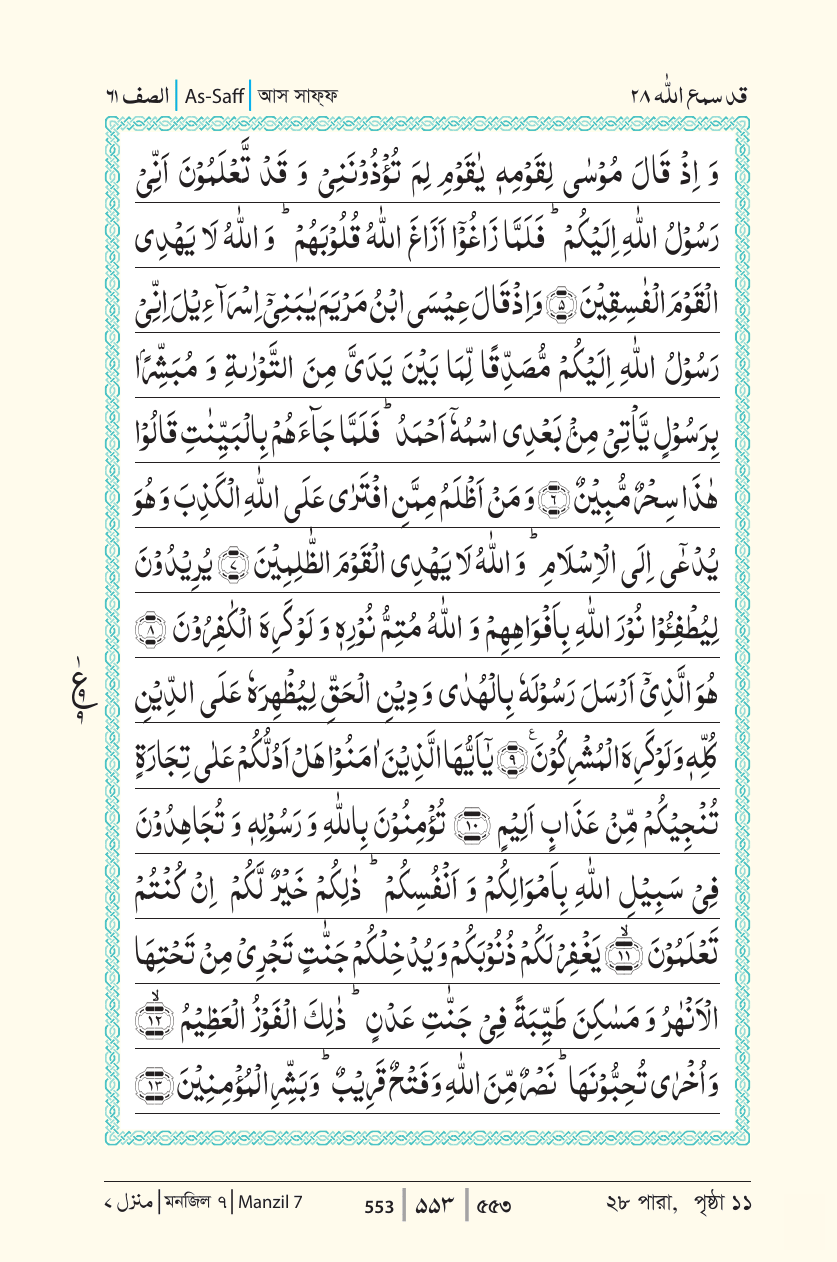 الصف ٦١ | As-Saff | আস সাফ্ফ    قد سمع الله ٢٨
وَ اِذۡ قَالَ مُوۡسٰی لِقَوۡمِهٖ یٰقَوۡمِ لِمَ تُؤۡذُوۡنَنِیۡ وَ قَدۡ تَّعۡلَمُوۡنَ اَنِّیۡ
رَسُوۡلُ اللّٰهِ اِلَیۡكُمۡ ؕ فَلَمَّا زَاغُوۡۤا اَزَاغَ اللّٰهُ قُلُوۡبَهُمۡ ؕ وَ اللّٰهُ لَا یَهۡدِی
الۡقَوۡمَ الۡفٰسِقِیۡنَ ﴿۵﴾ وَ اِذۡ قَالَ عِیۡسَی ابۡنُ مَرۡیَمَ یٰبَنِیۡۤ اِسۡرَآءِیۡلَ اِنِّیۡ
رَسُوۡلُ اللّٰهِ اِلَیۡكُمۡ مُّصَدِّقًا لِّمَا بَیۡنَ یَدَیَّ مِنَ التَّوۡرٰىةِ وَ مُبَشِّرًۢا
بِرَسُوۡلٍ یَّاۡتِیۡ مِنۡۢ بَعۡدِی اسۡمُهٗۤ اَحۡمَدُ ؕ فَلَمَّا جَآءَهُمۡ بِالۡبَیِّنٰتِ قَالُوۡا
هٰذَا سِحۡرٌ مُّبِیۡنٌ ﴿۶﴾ وَ مَنۡ اَظۡلَمُ مِمَّنِ افۡتَرٰی عَلَی اللّٰهِ الۡكَذِبَ وَ هُوَ
یُدۡعٰۤی اِلَی الۡاِسۡلَامِ ؕ وَ اللّٰهُ لَا یَهۡدِی الۡقَوۡمَ الظّٰلِمِیۡنَ ﴿۷﴾ یُرِیۡدُوۡنَ
لِیُطۡفِـُٔوۡا نُوۡرَ اللّٰهِ بِاَفۡوَاهِهِمۡ وَ اللّٰهُ مُتِمُّ نُوۡرِهٖ وَ لَوۡ كَرِهَ الۡكٰفِرُوۡنَ ﴿۸﴾
هُوَ الَّذِیۡۤ اَرۡسَلَ رَسُوۡلَهٗ بِالۡهُدٰی وَ دِیۡنِ الۡحَقِّ لِیُظۡهِرَهٗ عَلَی الدِّیۡنِ
كُلِّهٖ وَ لَوۡ كَرِهَ الۡمُشۡرِكُوۡنَ ﴿۹﴾ یٰۤاَیُّهَا الَّذِیۡنَ اٰمَنُوۡا هَلۡ اَدُلُّكُمۡ عَلٰی تِجَارَةٍ
تُنۡجِیۡكُمۡ مِّنۡ عَذَابٍ اَلِیۡمٍ ﴿۱۰﴾ تُؤۡمِنُوۡنَ بِاللّٰهِ وَ رَسُوۡلِهٖ وَ تُجَاهِدُوۡنَ
فِیۡ سَبِیۡلِ اللّٰهِ بِاَمۡوَالِكُمۡ وَ اَنۡفُسِكُمۡ ؕ ذٰلِكُمۡ خَیۡرٌ لَّكُمۡ اِنۡ كُنۡتُمۡ
تَعۡلَمُوۡنَ ﴿ۙ۱۱﴾ یَغۡفِرۡ لَكُمۡ ذُنُوۡبَكُمۡ وَ یُدۡخِلۡكُمۡ جَنّٰتٍ تَجۡرِیۡ مِنۡ تَحۡتِهَا
الۡاَنۡهٰرُ وَ مَسٰكِنَ طَیِّبَةً فِیۡ جَنّٰتِ عَدۡنٍ ؕ ذٰلِكَ الۡفَوۡزُ الۡعَظِیۡمُ ﴿ۙ۱۲﴾
وَ اُخۡرٰی تُحِبُّوۡنَهَا ؕ نَصۡرٌ مِّنَ اللّٰهِ وَ فَتۡحٌ قَرِیۡبٌ ؕ وَ بَشِّرِ الۡمُؤۡمِنِیۡنَ ﴿۱۳﴾
منزل ٧ | মনজিল ৭ | Manzil 7    553 | ۵۵۳ | ৫৫৩    ২৮ পারা, পৃষ্ঠা ১১